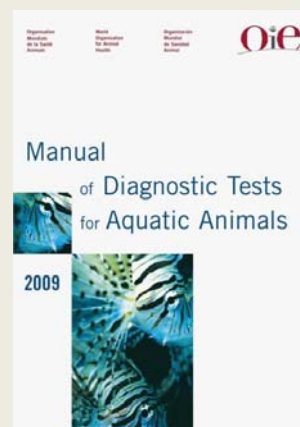 Organisation
Mondiale
de la Santé
Animale
World
Organisation
for Animal
Health
Organización
Mundial
de Sanidad
Animal
OiE
Manual
of Diagnostic Tests
for Aquatic Animals
2009